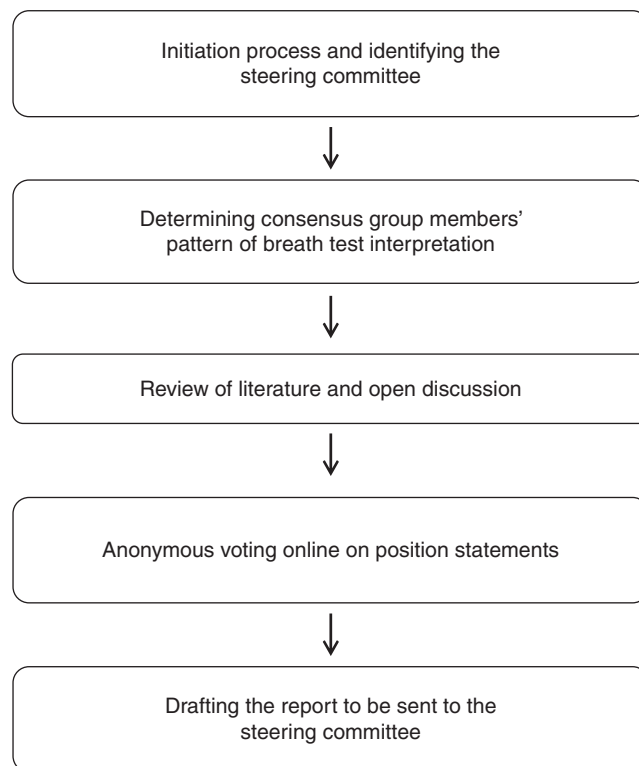 Initiation process and identifying the
steering committee
Determining consensus group members’
pattern of breath test interpretation
Review of literature and open discussion
Anonymous voting online on position statements
Drafting the report to be sent to the
steering committee